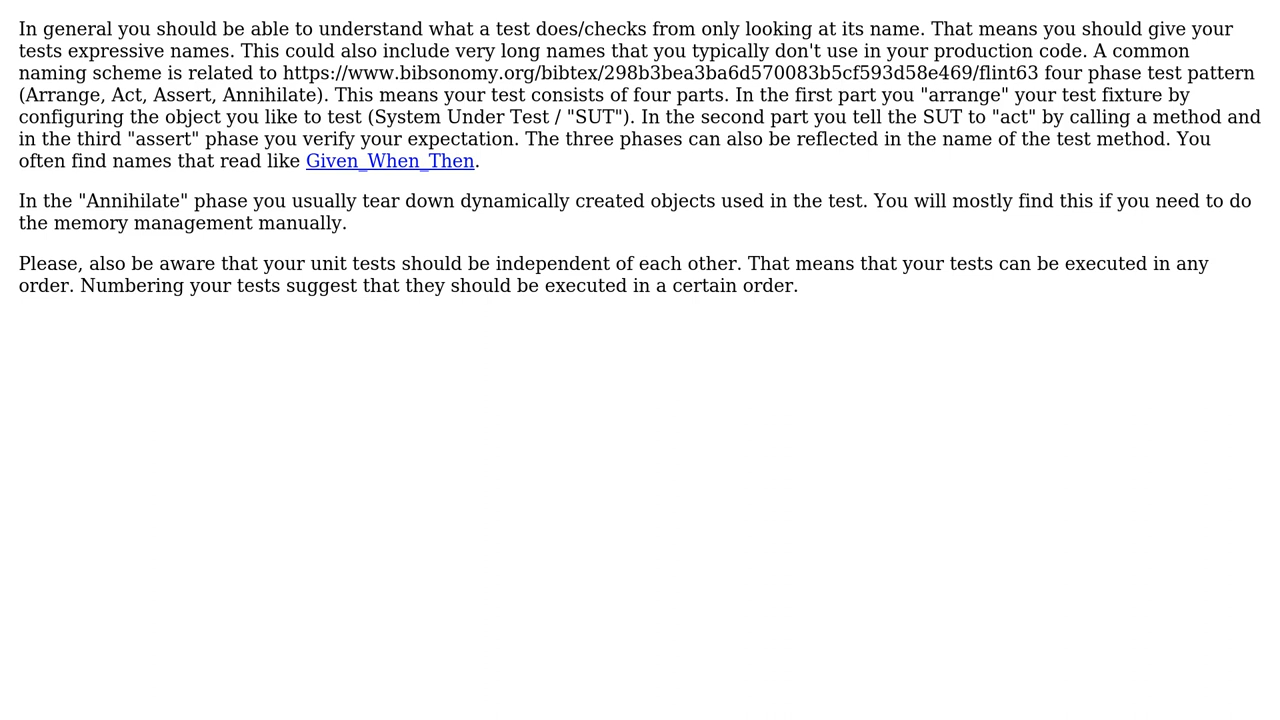 In general you should be able to understand what a test does/checks from only looking at its name. That means you should give your
tests expressive names. This could also include very long names that you typically don't use in your production code. A common
naming scheme is related to https://www.bibsonomy.org/bibtex/298b3bea3ba6d570083b5cf593d58e469/flint63 four phase test pattern
(Arrange, Act, Assert, Annihilate). This means your test consists of four parts. In the first part you "arrange" your test fixture by
configuring the object you like to test (System Under Test / "SUT"). In the second part you tell the SUT to "act" by calling a method and
in the third "assert" phase you verify your expectation. The three phases can also be reflected in the name of the test method. You
often find names that read like Given_When_Then.
In the "Annihilate" phase you usually tear down dynamically created objects used in the test. You will mostly find this if you need to do
the memory management manually.
Please, also be aware that your unit tests should be independent of each other. That means that your tests can be executed in any
order. Numbering your tests suggest that they should be executed in a certain order.